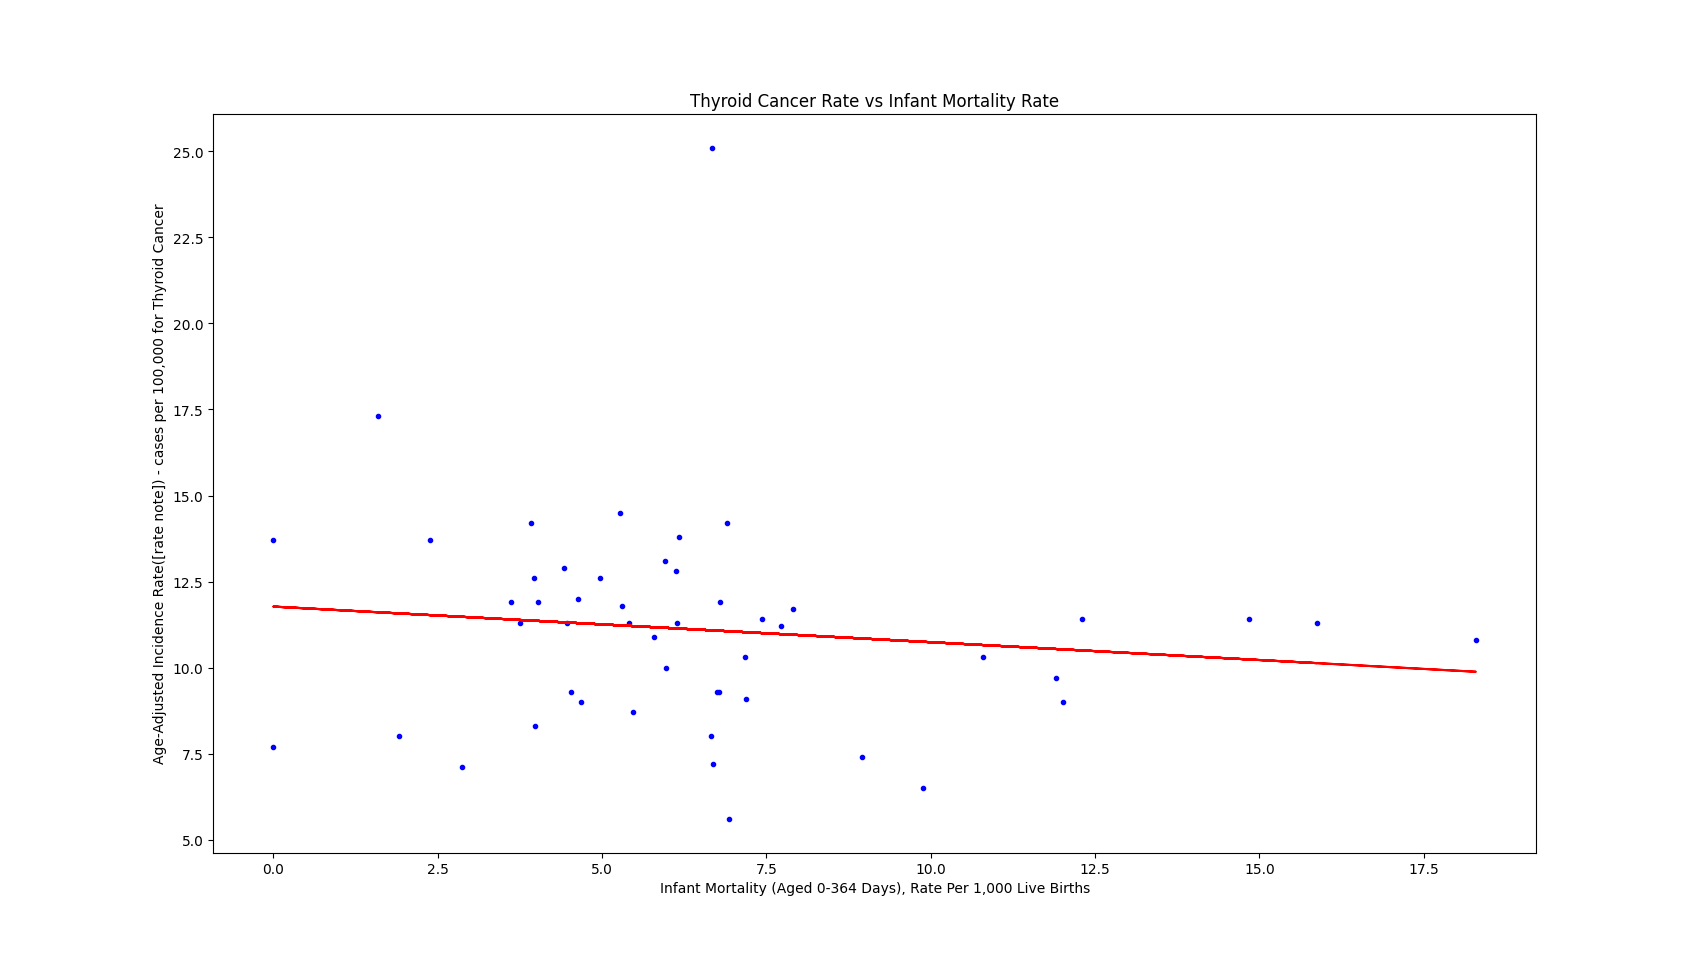 Thyroid Cancer Rate vs Infant Mortality Rate
Age-Adjusted Incidence Rate([rate note]) - cases per 100,000 for Thyroid Cancer
25.0
22.5
20.0
17.5
15.0
12.5
10.0
7.5
5.0
0.0 2.5 5.0 7.5 10.0 12.5 15.0 17.5
Infant Mortality (Aged 0-364 Days), Rate Per 1,000 Live Births